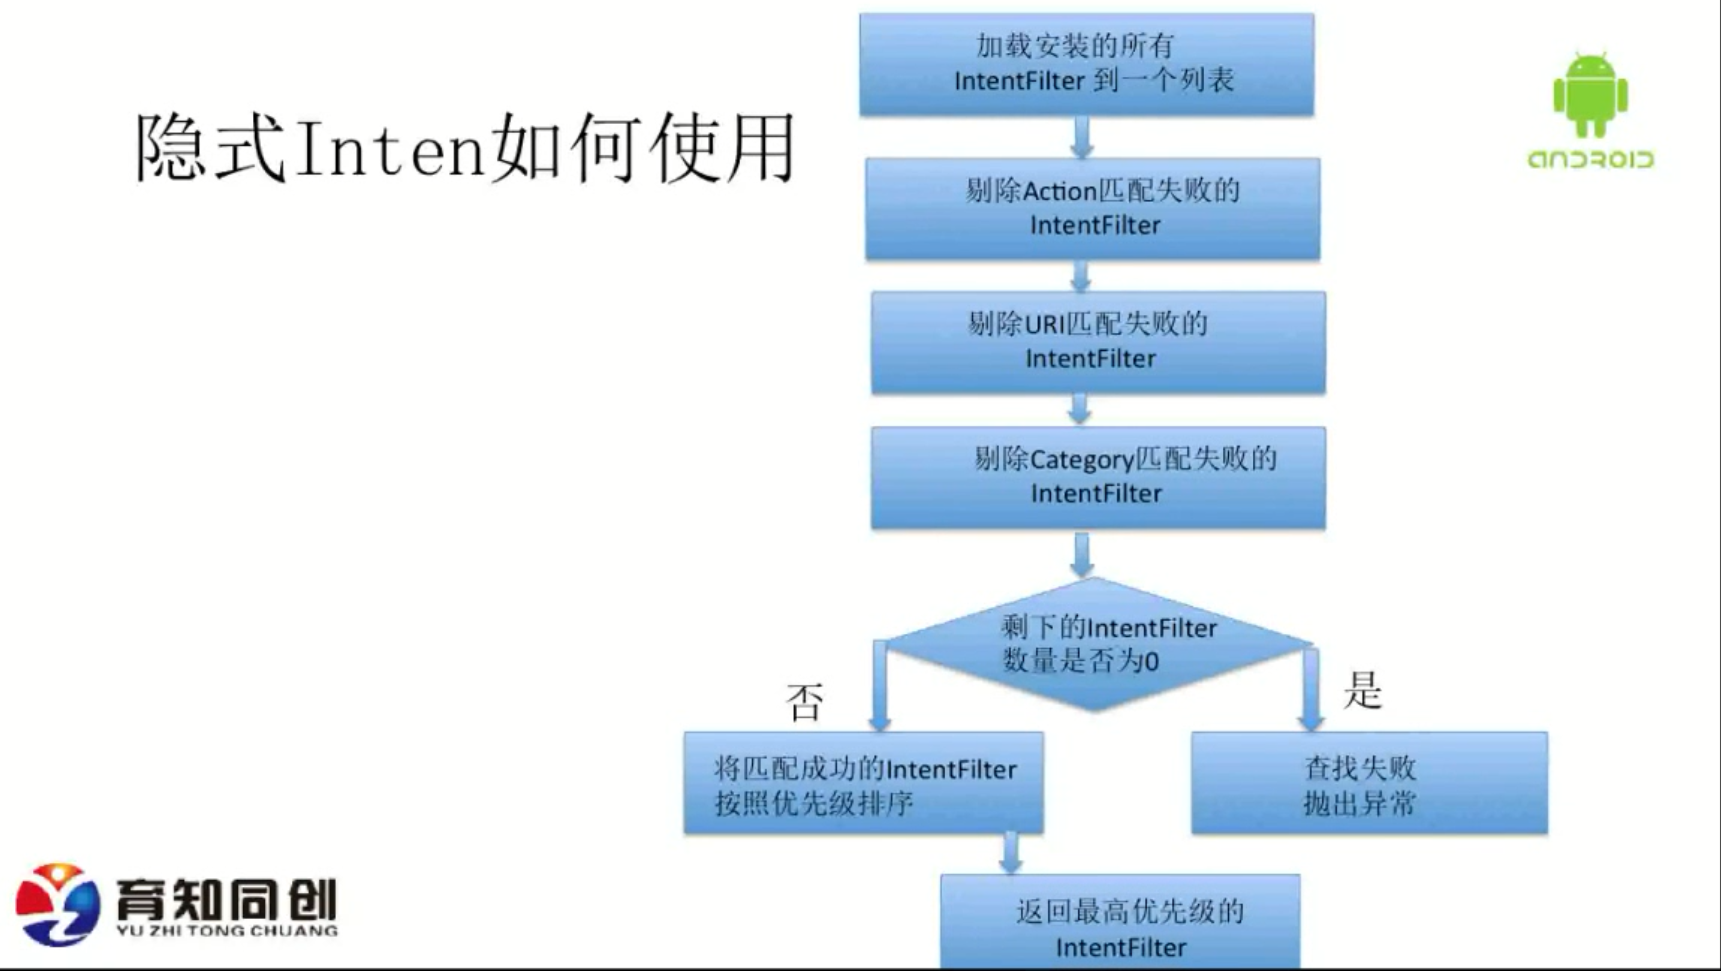 隐式Inten如何使用
加载安装的所有
IntentFilter 到一个列表
剔除Action匹配失败的
IntentFilter
剔除URI匹配失败的
IntentFilter
剔除Category匹配失败的
IntentFilter
剩下的IntentFilter
数量是否为0
否
是
将匹配成功的IntentFilter
按照优先级排序
查找失败
抛出异常
返回最高优先级的
IntentFilter
ANDROID
育知同创
YU ZHI TONG CHUANG